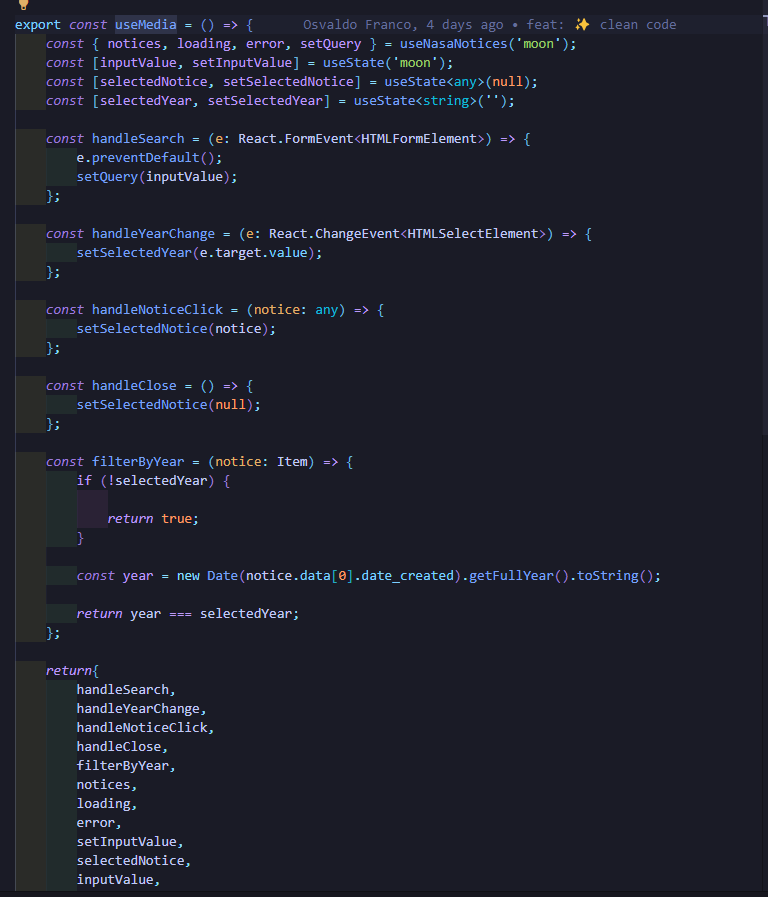 export const useMedia = () => {    Osvaldo Franco, 4 days ago • feat: ✨ clean code
    const { notices, loading, error, setQuery } = useNasaNotices('moon');
    const [inputValue, setInputValue] = useState('moon');
    const [selectedNotice, setSelectedNotice] = useState<any>(null);
    const [selectedYear, setSelectedYear] = useState<string>('');

    const handleSearch = (e: React.FormEvent<HTMLFormElement>) => {
        e.preventDefault();
        setQuery(inputValue);
    };

    const handleYearChange = (e: React.ChangeEvent<HTMLSelectElement>) => {
        setSelectedYear(e.target.value);
    };

    const handleNoticeClick = (notice: any) => {
        setSelectedNotice(notice);
    };

    const handleClose = () => {
        setSelectedNotice(null);
    };

    const filterByYear = (notice: Item) => {
        if (!selectedYear) {

            return true;
        }

        const year = new Date(notice.data[0].date_created).getFullYear().toString();

        return year === selectedYear;
    };

    return{
        handleSearch,
        handleYearChange,
        handleNoticeClick,
        handleClose,
        filterByYear,
        notices,
        loading,
        error,
        setInputValue,
        selectedNotice,
        inputValue,